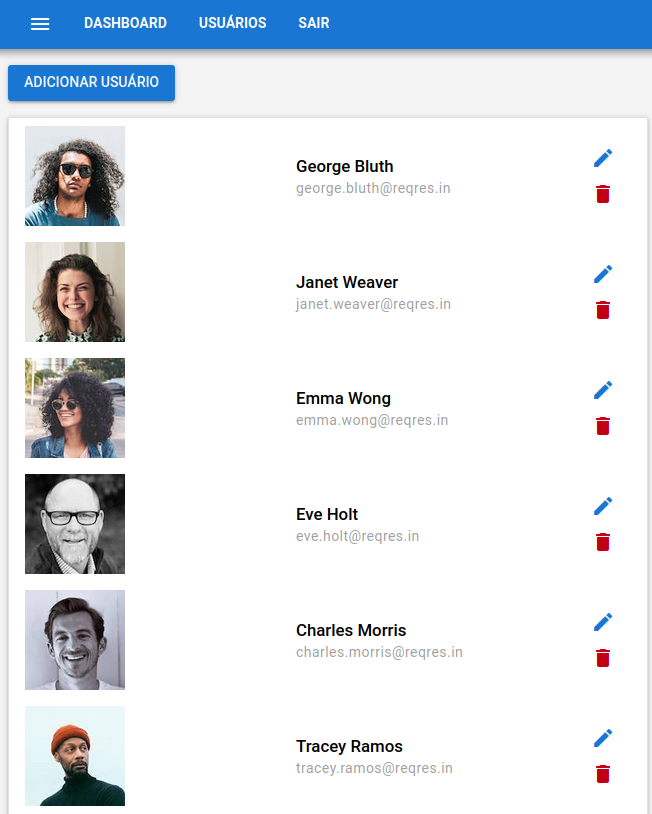 DASHBOARD USUÁRIOS SAIR
ADICIONAR USUÁRIO
George Bluth
george.bluth@reqres.in
Janet Weaver
janet.weaver@reqres.in
Emma Wong
emma.wong@reqres.in
Eve Holt
eve.holt@reqres.in
Charles Morris
charles.morris@reqres.in
Tracey Ramos
tracey.ramos@reqres.in